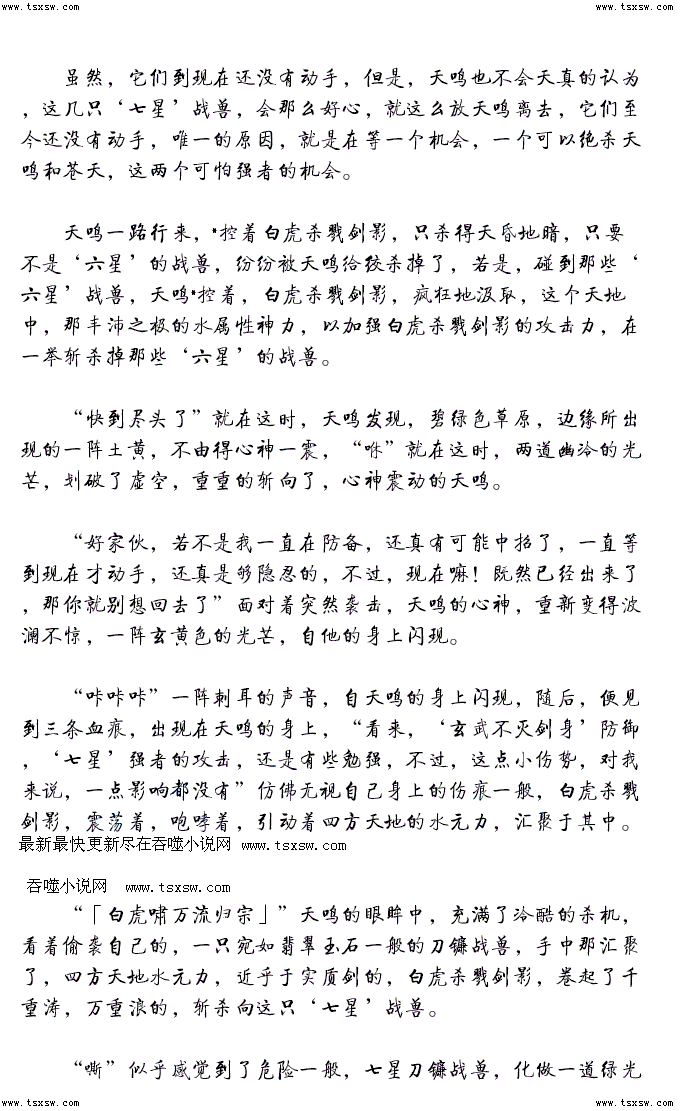 www.tsxsw.com www.tsxsw.com
虽然，它们到现在还没有动手，但是，天鸣也不会天真的认为
，这几只‘七星’战兽，会那么好心，就这么放天鸣离去，它们至
今还没有动手，唯一的原因，就是在等一个机会，一个可以绝杀天
鸣和苍天，这两个可怕强者的机会。
天鸣一路行来，*控着白虎杀戮剑影，只杀得天昏地暗，只要
不是‘六星’的战兽，纷纷被天鸣给绞杀掉了，若是，碰到那些‘
六星’战兽，天鸣*控着，白虎杀戮剑影，疯狂地汲取，这个天地
中，那丰沛之极的水属性神力，以加强白虎杀戮剑影的攻击力，在
一举斩杀掉那些‘六星’的战兽。
“快到尽头了”就在这时，天鸣发现，碧绿色草原，边缘所出
现的一阵土黄，不由得心神一震，“咻”就在这时，两道幽冷的光
芒，划破了虚空，重重的斩向了，心神震动的天鸣。
“好家伙，若不是我一直在防备，还真有可能中招了，一直等
到现在才动手，还真是够隐忍的，不过，现在嘛！既然已经出来了
，那你就别想回去了”面对着突然袭击，天鸣的心神，重新变得波
澜不惊，一阵玄黄色的光芒，自他的身上闪现。
“咔咔咔”一阵刺耳的声音，自天鸣的身上闪现，随后，便见
到三条血痕，出现在天鸣的身上，“看来，‘玄武不灭剑身’防御
，‘七星’强者的攻击，还是有些勉强，不过，这点小伤势，对我
来说，一点影响都没有”仿佛无视自己身上的伤痕一般，白虎杀戮
剑影，震荡着，咆哮着，引动着四方天地的水元力，汇聚于其中。
最新最快更新尽在吞噬小说网 www.tsxsw.com
吞噬小说网 www.tsxsw.com
“「白虎啸万流归宗」”天鸣的眼眸中，充满了冷酷的杀机，
看着偷袭自己的，一只宛如翡翠玉石一般的刀镰战兽，手中那汇聚
了，四方天地水元力，近乎于实质剑的，白虎杀戮剑影，卷起了千
重涛，万重浪的，斩杀向这只‘七星’战兽。
“嘶”似乎感觉到了危险一般，七星刀镰战兽，化做一道绿光
www.tsxsw.com www.tsxsw.com